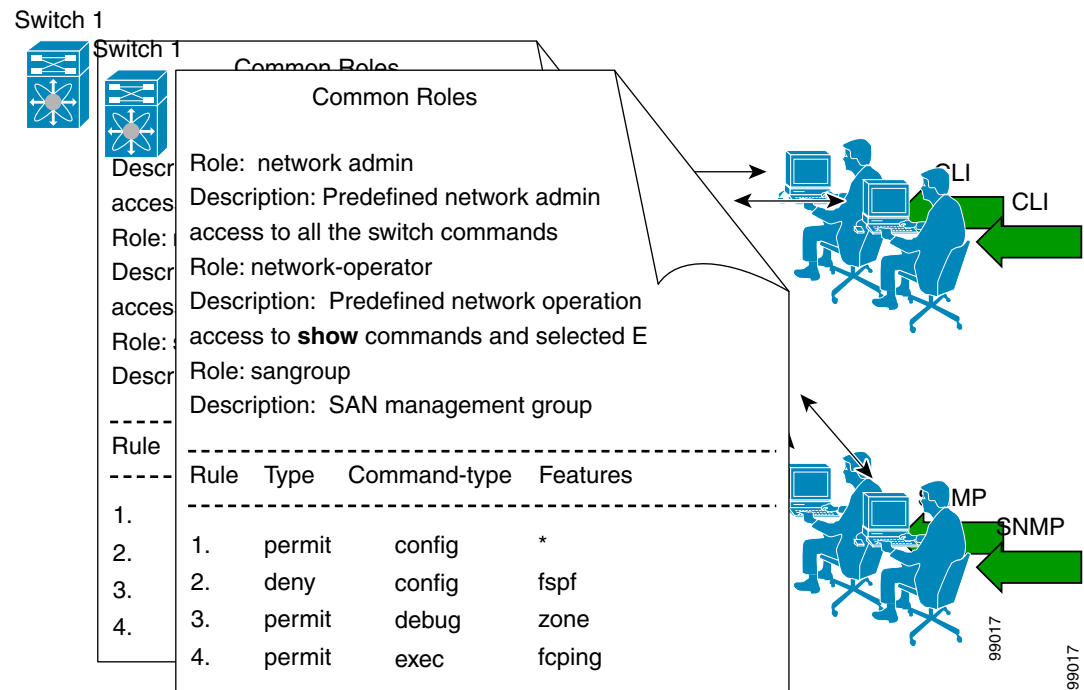 Switch 1
Switch 1
Common Roles
Common Roles
Role: network admin
Description: Predefined network admin
access to all the switch commands
Role: network-operator
Description: Predefined network operation
access to show commands and selected E
Role: sangroup
Description: SAN management group
Rule Type Command-type Features
1. permit config *
2. deny config fspf
3. permit debug zone
4. permit exec fcping
Descr
acces
Role:
Descr
acces
Role:
Descr
Rule
1.
2.
3.
4.
CLI
CLI
SNMP
SNMP
99017
99017